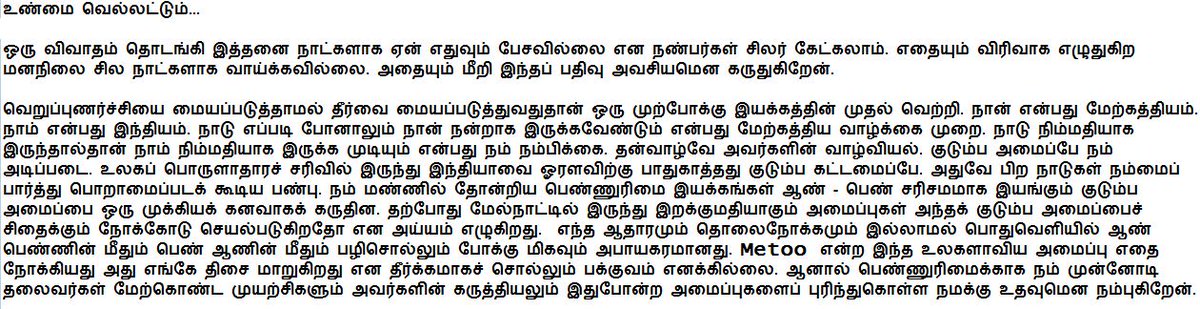 உண்மை வெல்லட்டும்...
ஒரு விவாதம் தொடங்கி இத்தனை நாட்களாக ஏன் எதுவும் பேசவில்லை என நண்பர்கள் சிலர் கேட்கலாம். எதையும் விரிவாக எழுதுகிற
மனநிலை சில நாட்களாக வாய்க்கவில்லை. அதையும் மீறி இந்தப் பதிவு அவசியமென கருதுகிறேன்.
வெறுப்புணர்ச்சியை மையப்படுத்தாமல் தீர்வை மையப்படுத்துவதுதான் ஒரு முற்போக்கு இயக்கத்தின் முதல் வெற்றி. நான் என்பது மேற்கத்தியம்.
நாம் என்பது இந்தியம். நாடு எப்படி போனாலும் நான் நன்றாக இருக்கவேண்டும் என்பது மேற்கத்திய வாழ்க்கை முறை. நாடு நிம்மதியாக
இருந்தால்தான் நாம் நிம்மதியாக இருக்க முடியும் என்பது நம் நம்பிக்கை. தன்வாழ்வே அவர்களின் வாழ்வியல். குடும்ப அமைப்பே நம்
அடிப்படை. உலகப் பொருளாதாரச் சரிவில் இருந்து இந்தியாவை ஓரளவிற்கு பாதுகாத்தது குடும்ப கட்டமைப்பே. அதுவே பிற நாடுகள் நம்மைப்
பார்த்து பொறாமைப்படக் கூடிய பண்பு. நம் மண்ணில் தோன்றிய பெண்ணுரிமை இயக்கங்கள் ஆண் - பெண் சரிசமமாக இயங்கும் குடும்ப
அமைப்பை ஒரு முக்கியக் கனவாகக் கருதின. தற்போது மேல்நாட்டில் இருந்து இறக்குமதியாகும் அமைப்புகள் அந்தக் குடும்ப அமைப்பைச்
சிதைக்கும் நோக்கோடு செயல்படுகிறதோ என அய்யம் எழுகிறது. எந்த ஆதாரமும் தொலைநோக்கமும் இல்லாமல் பொதுவெளியில் ஆண்
பெண்ணின் மீதும் பெண் ஆணின் மீதும் பழிசொல்லும் போக்கு மிகவும் அபாயகரமானது. Metoo என்ற இந்த உலகளாவிய அமைப்பு எதை
நோக்கியது அது எங்கே திசை மாறுகிறது என தீர்க்கமாகச் சொல்லும் பக்குவம் எனக்கில்லை. ஆனால் பெண்ணுரிமைக்காக நம் முன்னோடி
தலைவர்கள் மேற்கொண்ட முயற்சிகளும் அவர்களின் கருத்தியலும் இதுபோன்ற அமைப்புகளைப் புரிந்துகொள்ள நமக்கு உதவுமென நம்புகிறேன்.